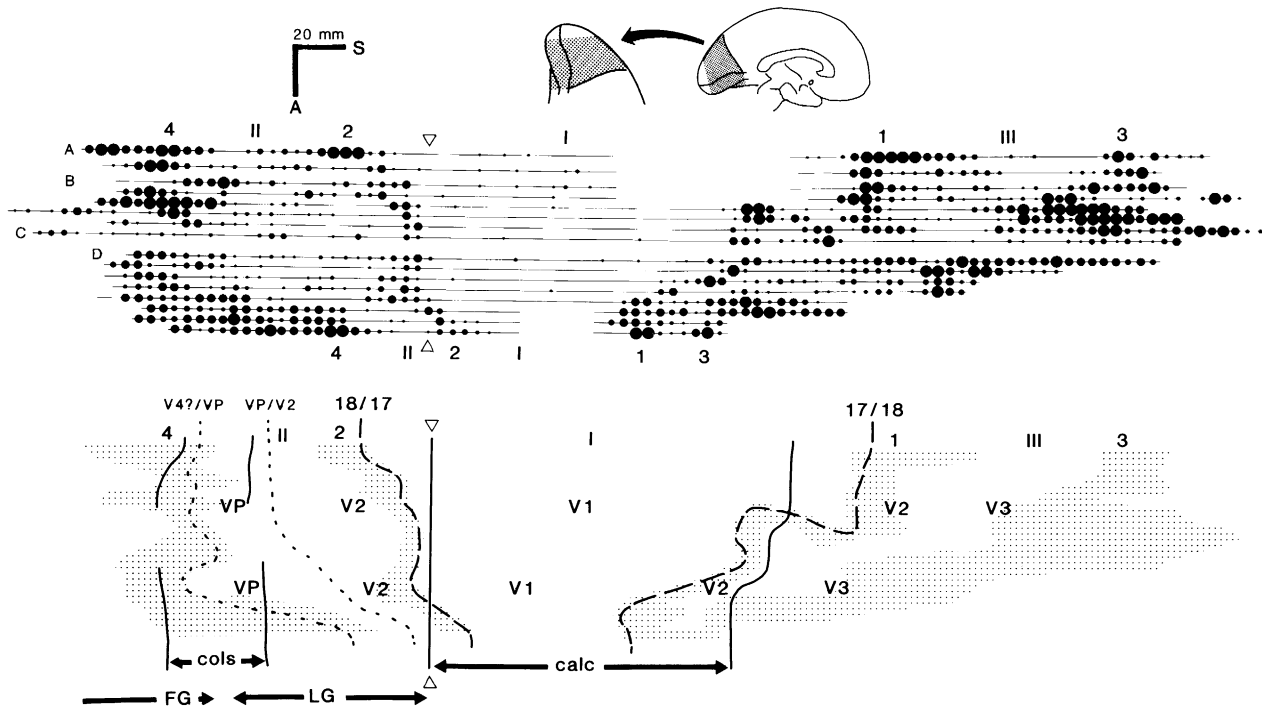 20 mm
S
A
4 II 2 I 1 III 3
A
B
C
D
4 II 2 I 1 3
V4?/VP VP/V2 18/17 17/18
4 II 2 I 1 III 3
VP V2 V1 V2 V3
VP V2 V1 V2 V3
cols calc
FG LG